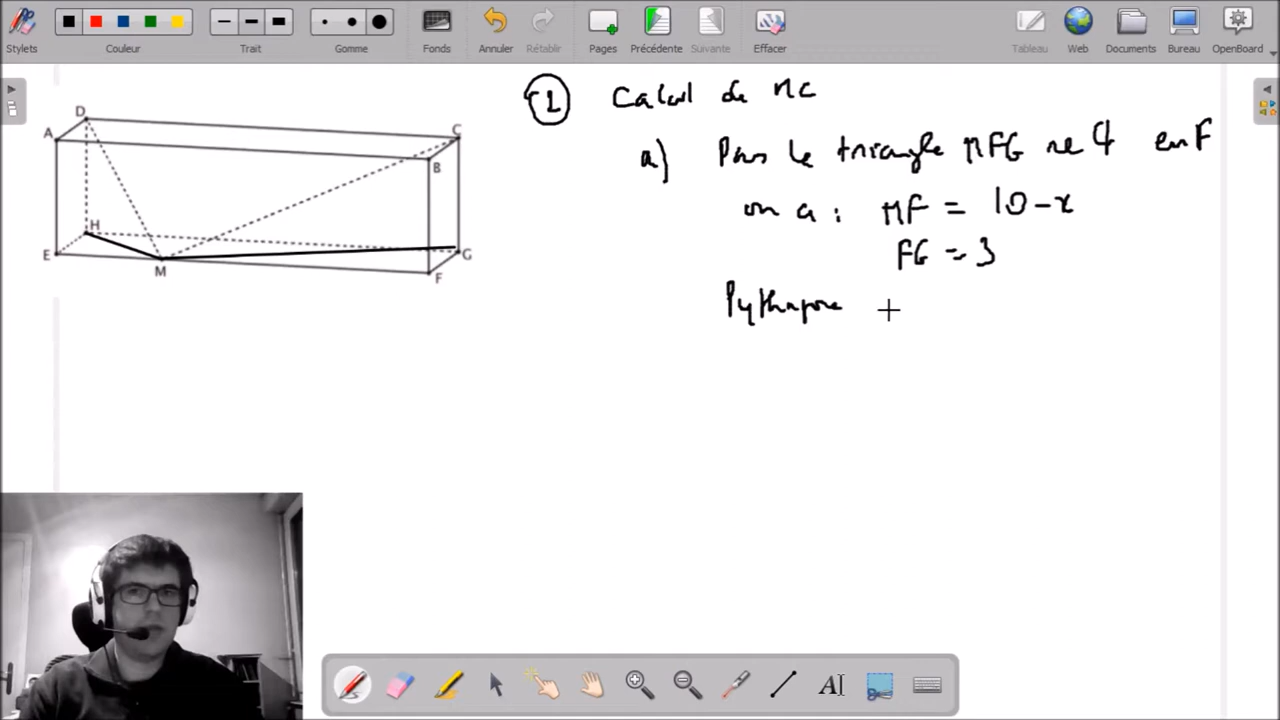 Stylets
Couleur
Trait
Gomme
Fonds
Annuler
Rétablir
Pages
Précédente
Suivante
Effacer
Tableau
Web
Documents
Bureau
OpenBoard
D
A
C
B
H
E
M
G
F
Calcul de MC
a) Dans le triangle MFG rect en F
on a : MF = 10 - x
FG = 3
Pythagore
AI